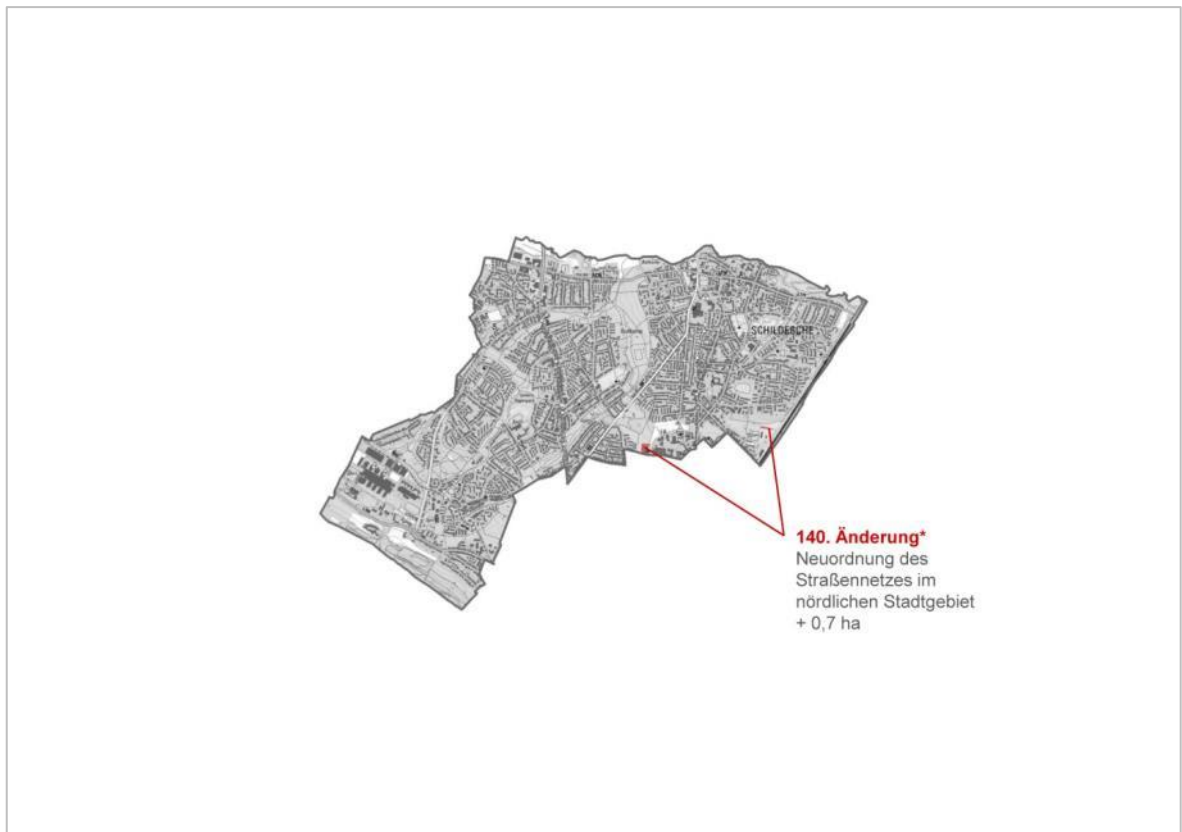 SCHILDESCHE
140. Änderung*
Neuordnung des
Straßennetzes im
nördlichen Stadtgebiet
+ 0,7 ha